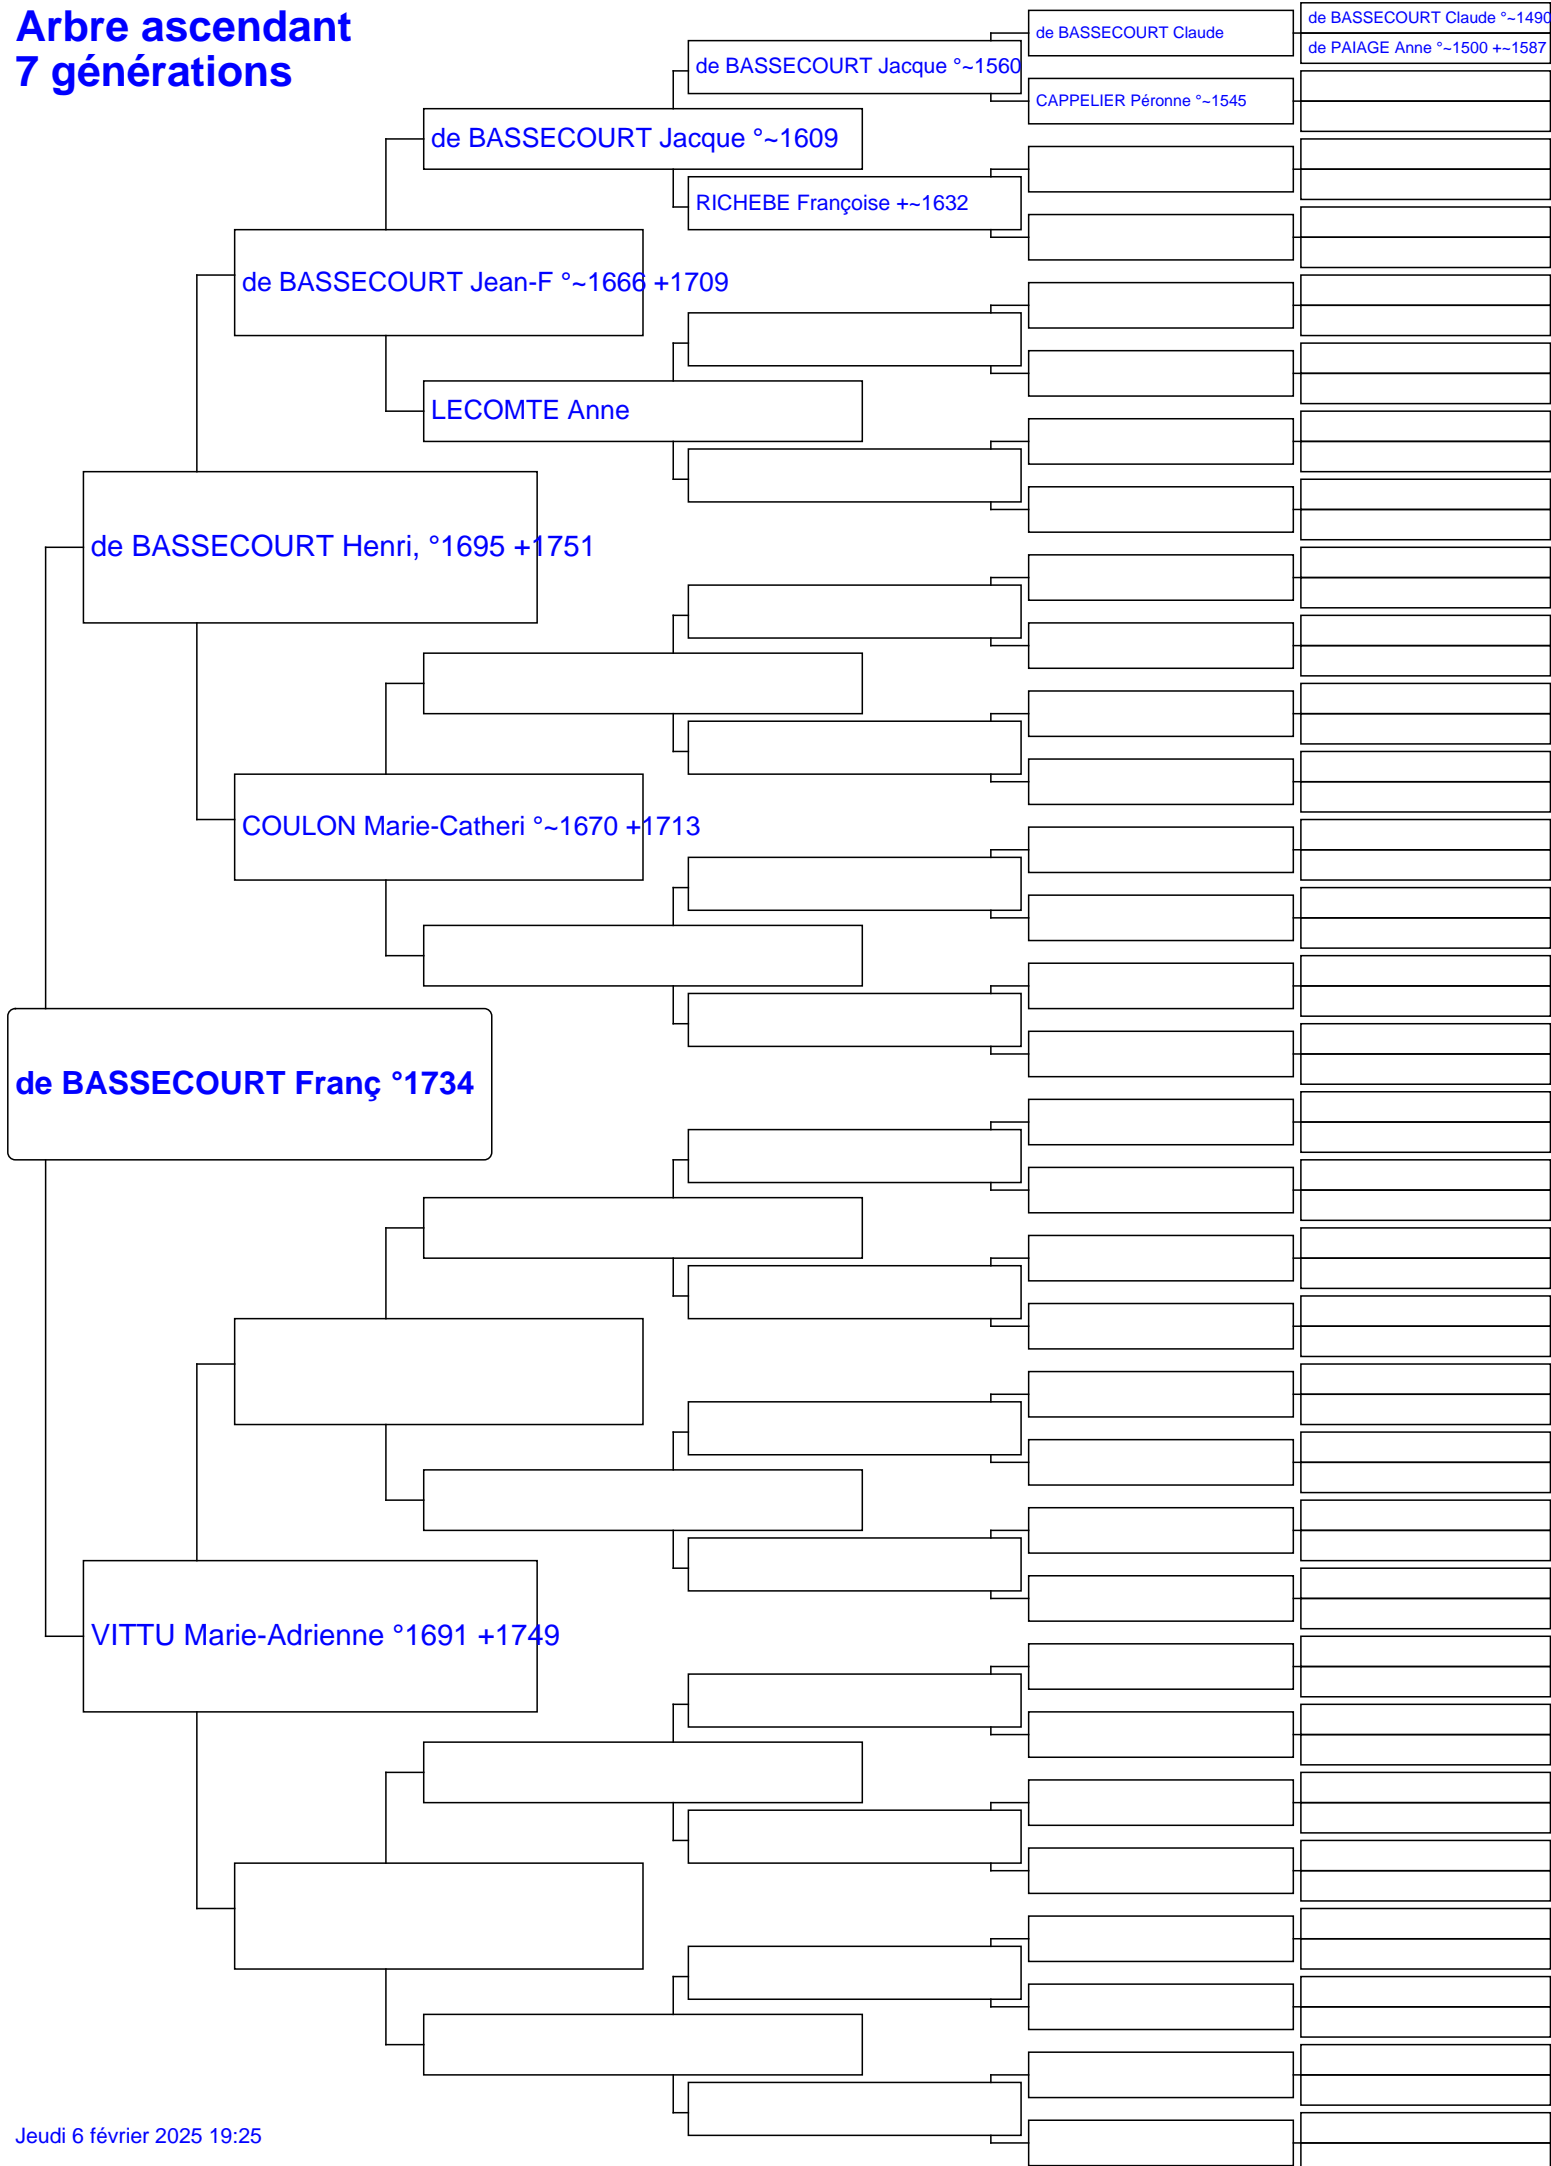 Arbre ascendant
7 générations
de BASSECOURT Claude °~1490
de PAIAGE Anne °~1500 +~1587
de BASSECOURT Claude
de BASSECOURT Jacque °~1560
CAPPELIER Péronne °~1545
de BASSECOURT Jacque °~1609
RICHEBE Françoise +~1632
de BASSECOURT Jean-F °~1666 +1709
LECOMTE Anne
de BASSECOURT Henri, °1695 +1751
COULON Marie-Catheri °~1670 +1713
de BASSECOURT Franç °1734
VITTU Marie-Adrienne °1691 +1749
Jeudi 6 février 2025 19:25